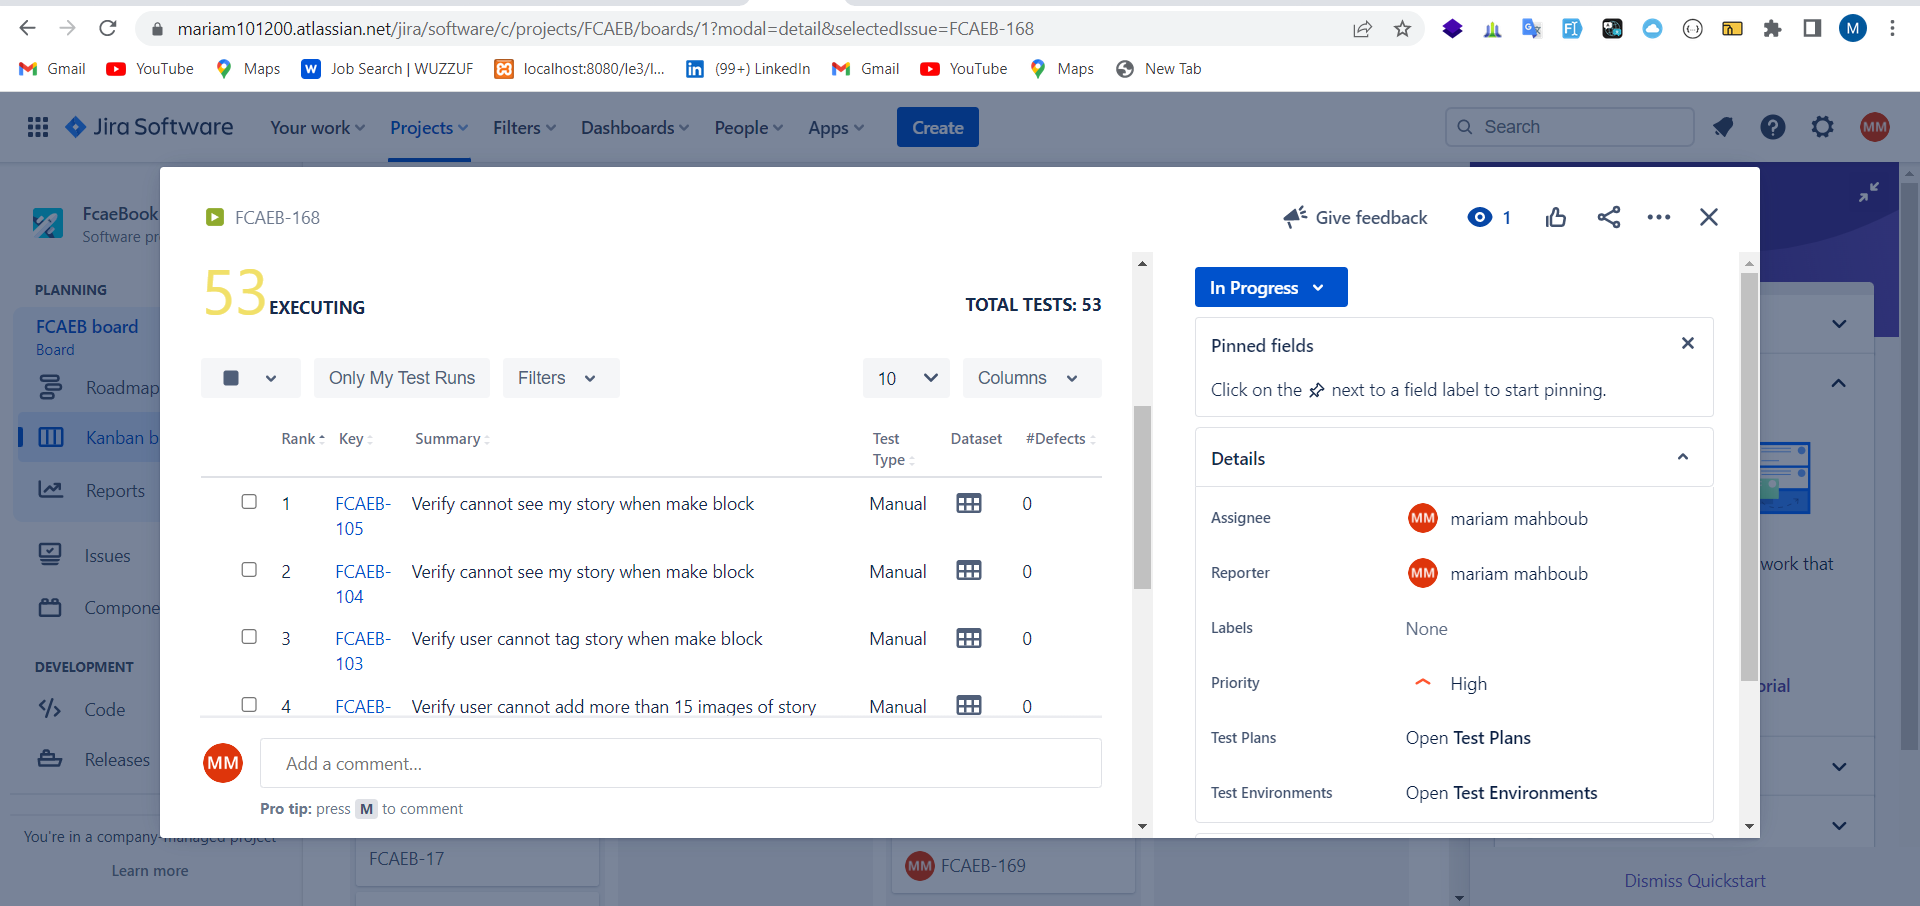 mariam101200.atlassian.net/jira/software/c/projects/FCAEB/boards/1?modal=detail&selectedIssue=FCAEB-168
M
Gmail YouTube Maps Job Search | WUZZUF localhost:8080/le3/l... (99+) LinkedIn Gmail YouTube Maps New Tab
Jira Software Your work Projects Filters Dashboards People Apps Create Search MM
FcaeBook
Software pr
PLANNING
FCAEB board
Board
Roadmap
Kanban b
Reports
Issues
Compone
DEVELOPMENT
Code
Releases
You're in a company-managed project
Learn more
FCAEB-168
Give feedback 1
53 EXECUTING
TOTAL TESTS: 53
Only My Test Runs Filters 10 Columns
Rank Key Summary Test Type Dataset #Defects
1 FCAEB-105 Verify cannot see my story when make block Manual 0
2 FCAEB-104 Verify cannot see my story when make block Manual 0
3 FCAEB-103 Verify user cannot tag story when make block Manual 0
4 FCAEB- Verify user cannot add more than 15 images of story Manual 0
MM Add a comment...
Pro tip: press M to comment
In Progress
Pinned fields
Click on the next to a field label to start pinning.
Details
Assignee MM mariam mahboub
Reporter MM mariam mahboub
Labels None
Priority High
Test Plans Open Test Plans
Test Environments Open Test Environments
work that
orial
FCAEB-17
MM FCAEB-169
Dismiss Quickstart